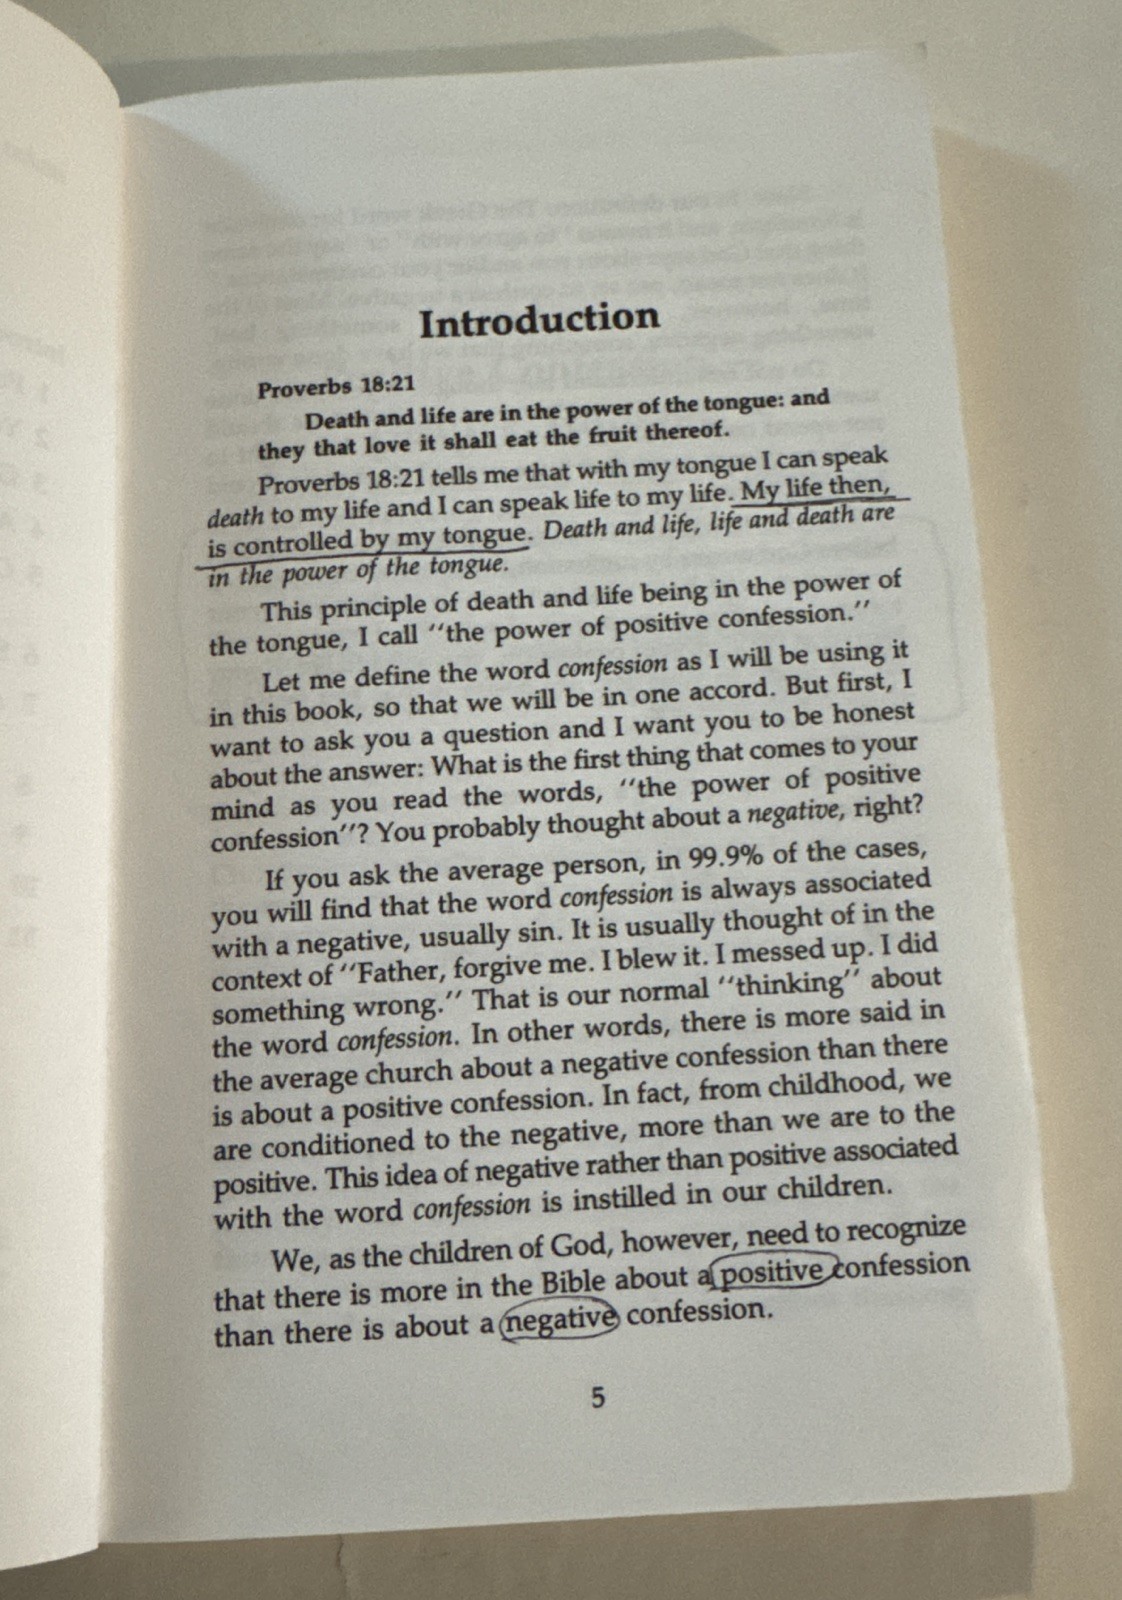 Introduction
Proverbs 18:21
Death and life are in the power of the tongue: and
they that love it shall eat the fruit thereof.
Proverbs 18:21 tells me that with my tongue I can speak
death to my life and I can speak life to my life. My life then,
is controlled by my tongue. Death and life, life and death are
in the power of the tongue.
This principle of death and life being in the power of
the tongue, I call ‘‘the power of positive confession.’’
Let me define the word confession as I will be using it
in this book, so that we will be in one accord. But first, I
want to ask you a question and I want you to be honest
about the answer: What is the first thing that comes to your
mind as you read the words, ‘‘the power of positive
confession’’? You probably thought about a negative, right?
If you ask the average person, in 99.9% of the cases,
you will find that the word confession is always associated
with a negative, usually sin. It is usually thought of in the
context of ‘‘Father, forgive me. I blew it. I messed up. I did
something wrong.’’ That is our normal ‘‘thinking’’ about
the word confession. In other words, there is more said in
the average church about a negative confession than there
is about a positive confession. In fact, from childhood, we
are conditioned to the negative, more than we are to the
positive. This idea of negative rather than positive associated
with the word confession is instilled in our children.
We, as the children of God, however, need to recognize
that there is more in the Bible about a positive confession
than there is about a negative confession.
5